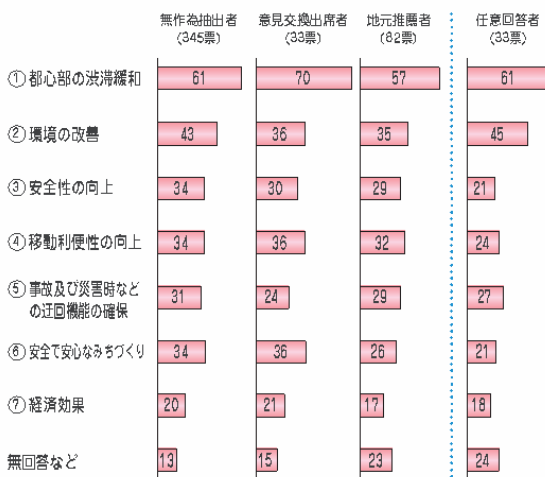 無作為抽出者 意見交換出席者 地元推薦者 任意回答者
(345票) (33票) (82票) (33票)
①都心部の渋滞緩和 61 70 57 61
②環境の改善 43 36 35 45
③安全性の向上 34 30 29 21
④移動利便性の向上 34 36 32 24
⑤事故及び災害時など
の迂回機能の確保 31 24 29 27
⑥安全で安心なみちづくり 34 36 26 21
⑦経済効果 20 21 17 18
無回答など 13 15 23 24